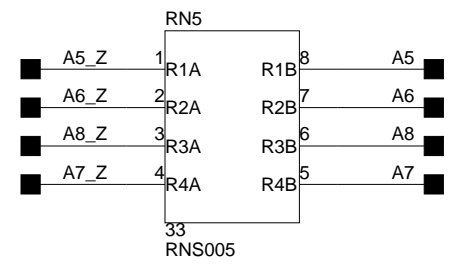 RN5
A5_Z 1 R1A R1B 8 A5
A6_Z 2 R2A R2B 7 A6
A8_Z 3 R3A R3B 6 A8
A7_Z 4 R4A R4B 5 A7
33
RNS005